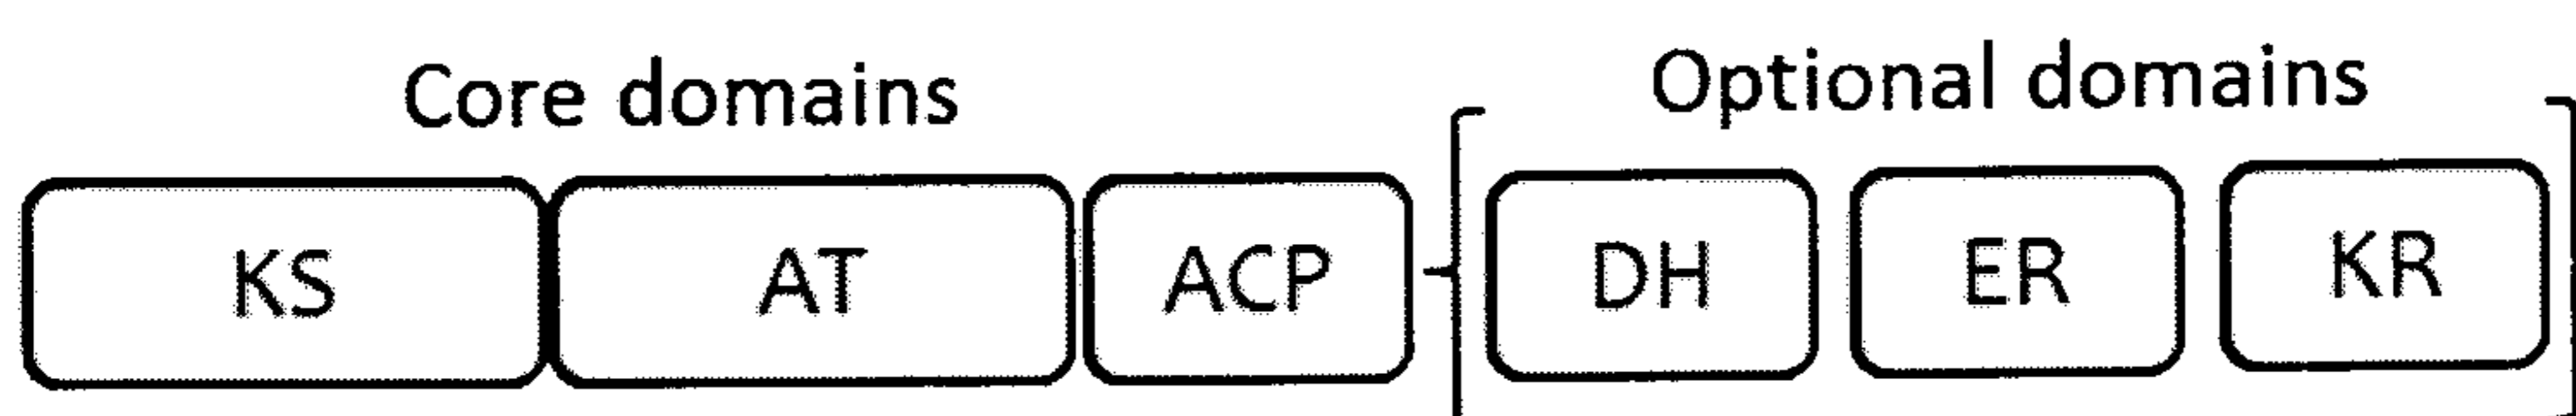 Core domains
Optional domains
KS AT ACP DH ER KR